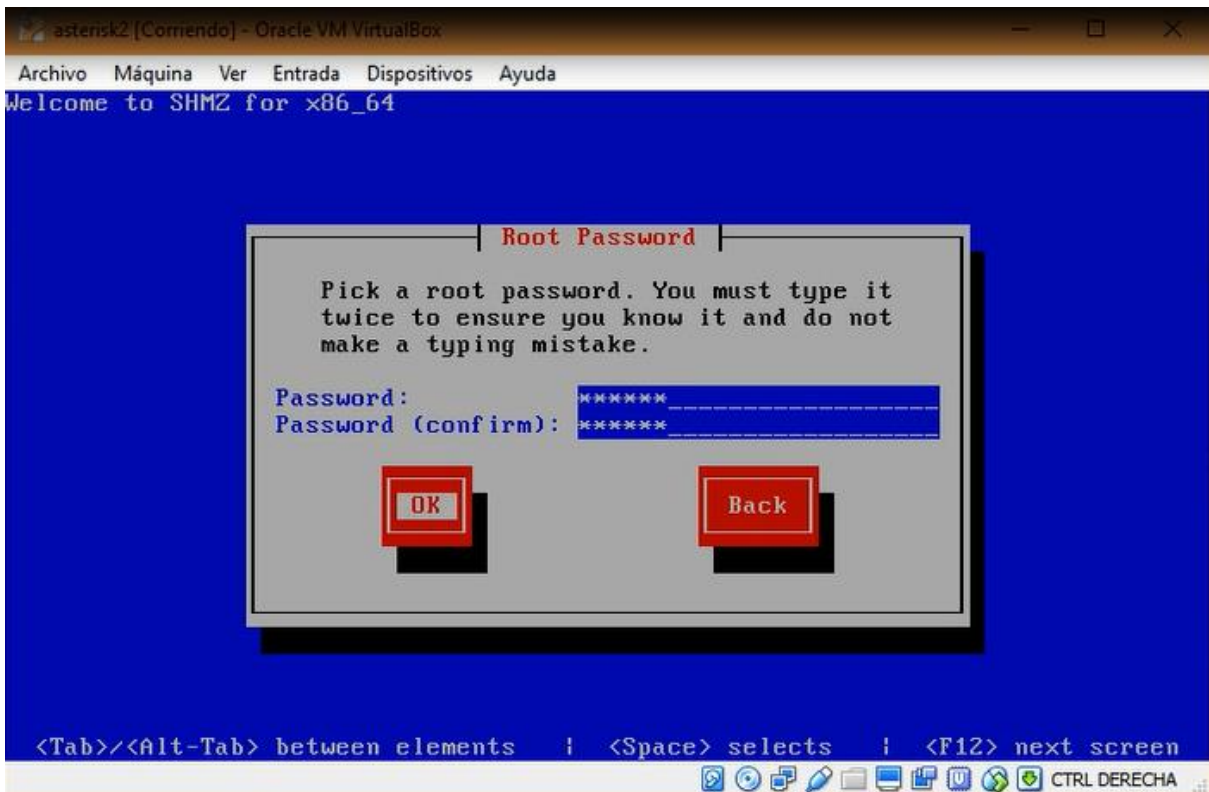 asterisk2 [Corriendo] - Oracle VM VirtualBox
Archivo Máquina Ver Entrada Dispositivos Ayuda
Welcome to SHMZ for x86_64
Root Password
Pick a root password. You must type it
twice to ensure you know it and do not
make a typing mistake.
Password: ******____________________
Password (confirm): ******____________________
OK Back
<Tab>/<Alt-Tab> between elements | <Space> selects | <F12> next screen
CTRL DERECHA